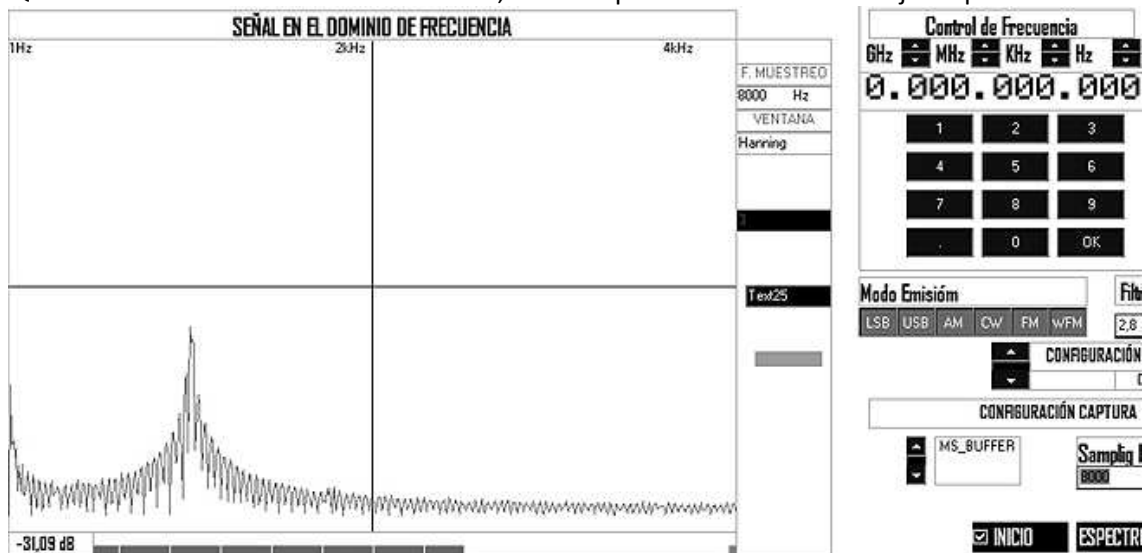 SEÑAL EN EL DOMINIO DE FRECUENCIA
1Hz 2kHz 4kHz
F. MUESTREO
8000 Hz
VENTANA
Hanning
Text25
-31,09 dB
Control de Frecuencia
GHz MHz KHz Hz
0.000.000.000
1 2 3
4 5 6
7 8 9
. 0 OK
Modo Emisióm
LSB USB AM CW FM WFM
2,8
CONFIGURACIÓN
CONFIGURACIÓN CAPTURA
MS_BUFFER
Samplig
8000
INICIO